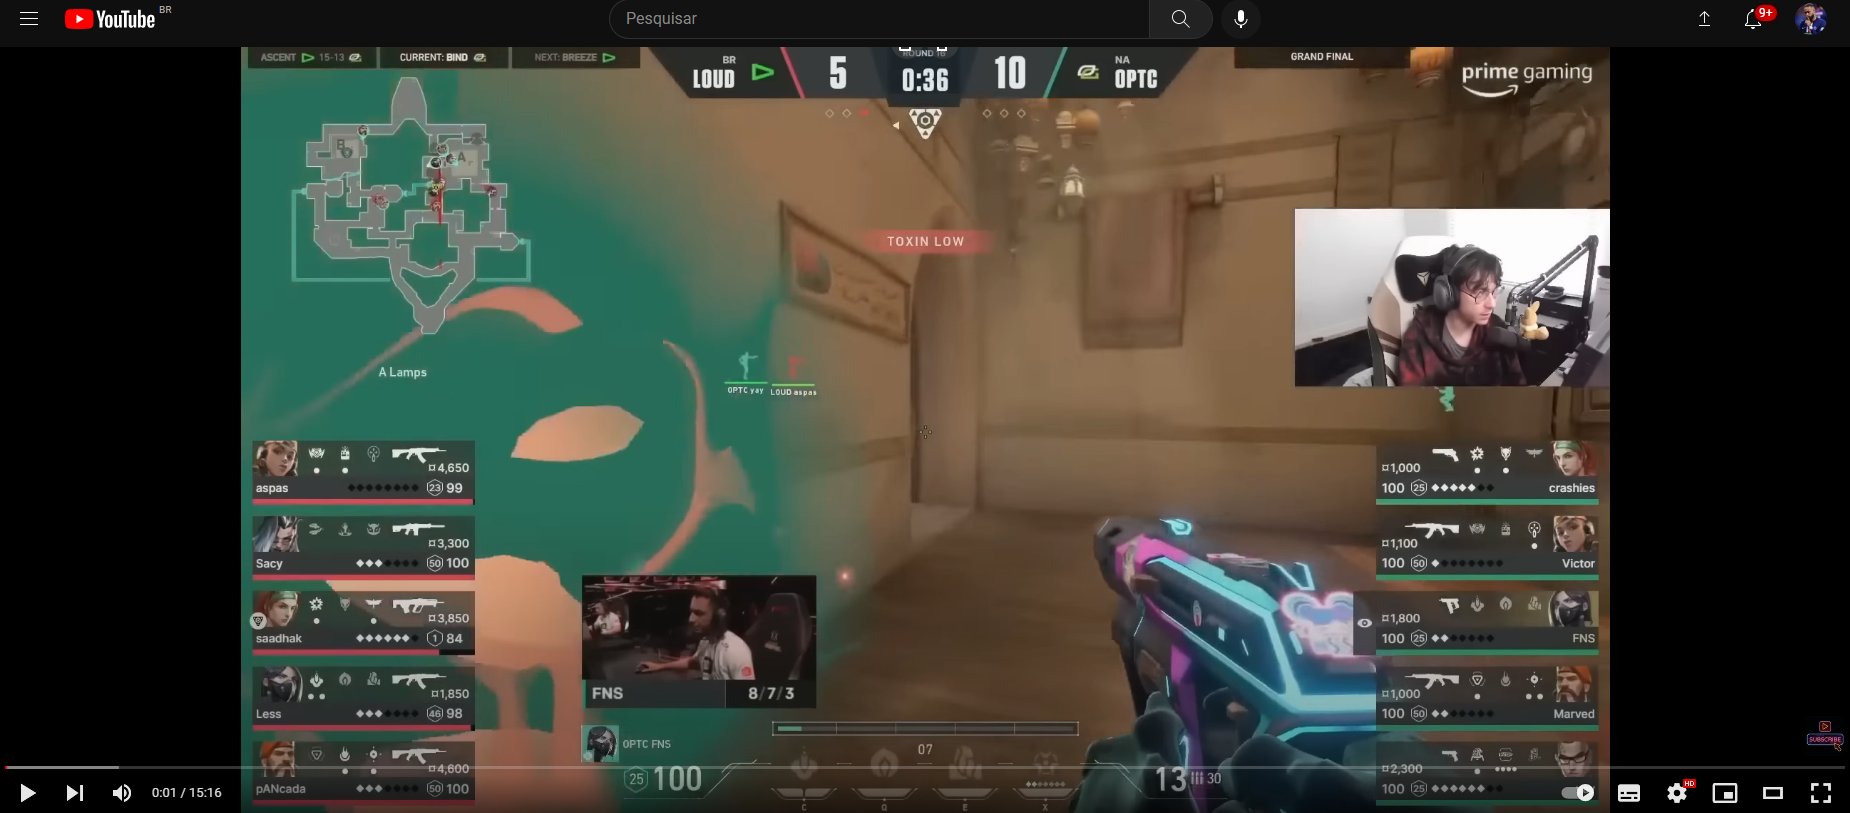 YouTube BR
Pesquisar
9+
ASCENT 15-13
CURRENT: BIND
NEXT: BREEZE
BR
LOUD
5
ROUND 16
0:36
10
NA
OPTC
GRAND FINAL
prime gaming
B
A
TOXIN LOW
A Lamps
OPTC yay
LOUD aspas
4,650
aspas
23 99
3,300
Sacy
50 100
3,850
saadhak
1 84
1,850
Less
46 98
4,600
pANcada
50 100
1,000
100 25
crashies
1,100
100 50
Victor
1,800
100 25
FNS
1,000
100 50
Marved
2,300
100 25
FNS
8/7/3
OPTC FNS
25 100
07
C
Q
E
X
13 30
SUBSCRIBE
0:01 / 15:16
HD